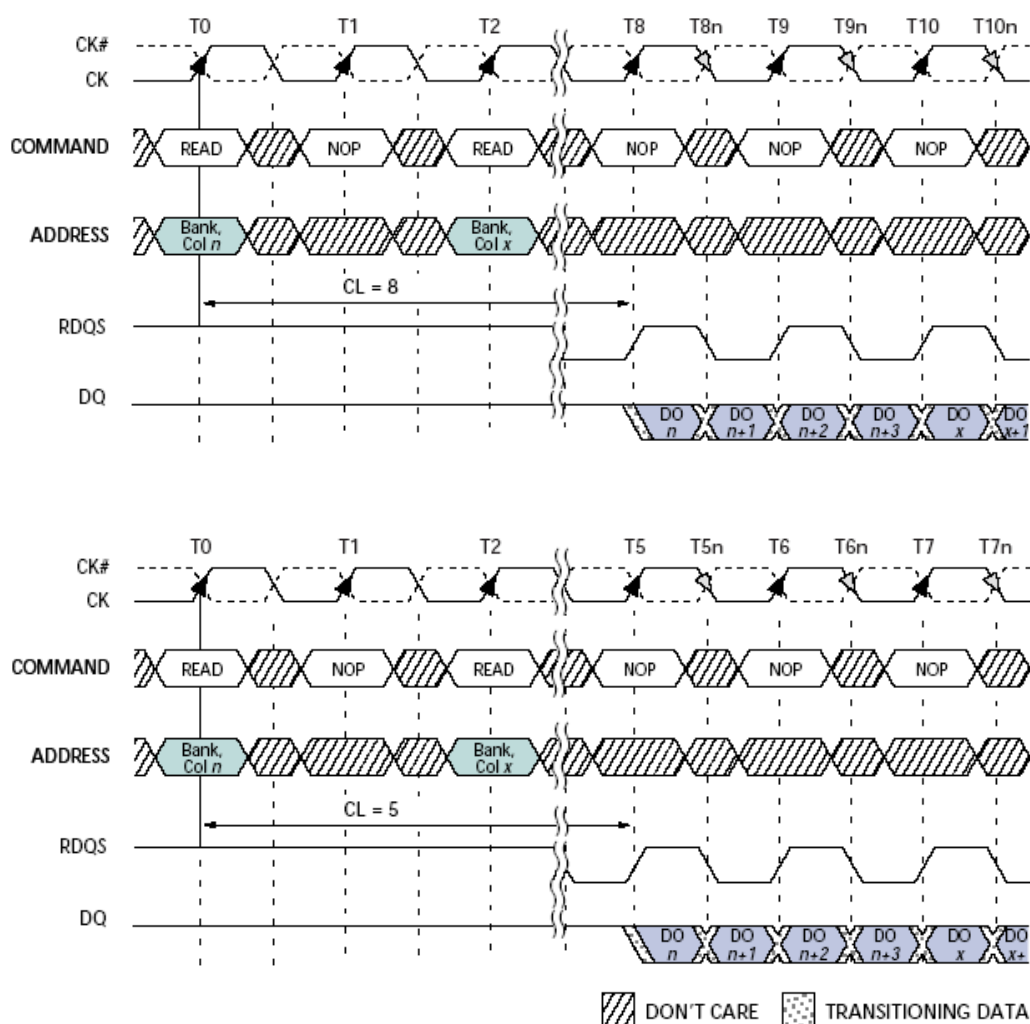 T0 T1 T2 T8 T8n T9 T9n T10 T10n
CK#
CK
COMMAND READ NOP READ NOP NOP NOP
ADDRESS Bank, Col n Bank, Col x
CL = 8
RDQS
DQ
DO n DO n+1 DO n+2 DO n+3 DO x DO x+1
T0 T1 T2 T5 T5n T6 T6n T7 T7n
CK#
CK
COMMAND READ NOP READ NOP NOP NOP
ADDRESS Bank, Col n Bank, Col x
CL = 5
RDQS
DQ
DO n DO n+1 DO n+2 DO n+3 DO x DO x+
DON'T CARE TRANSITIONING DATA